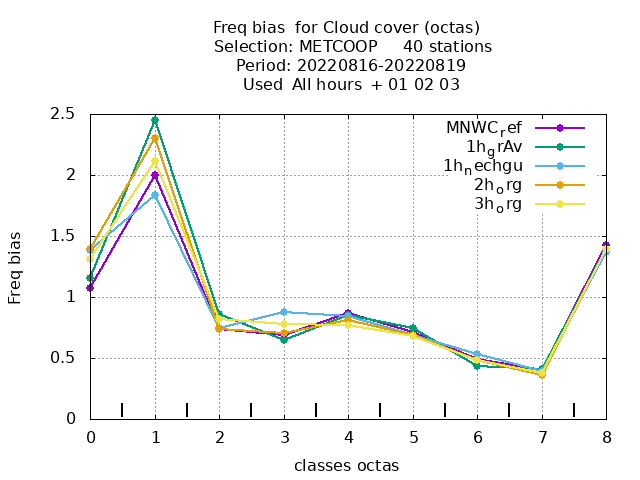 Freq bias  for Cloud cover (octas)
Selection: METCOOP     40 stations
Period: 20220816-20220819
Used  All hours  + 01 02 03
MNWC_ref
1h_grAv
1h_nechgu
2h_org
3h_org
2.5
2
1.5
1
0.5
0
Freq bias
0 1 2 3 4 5 6 7 8
classes octas